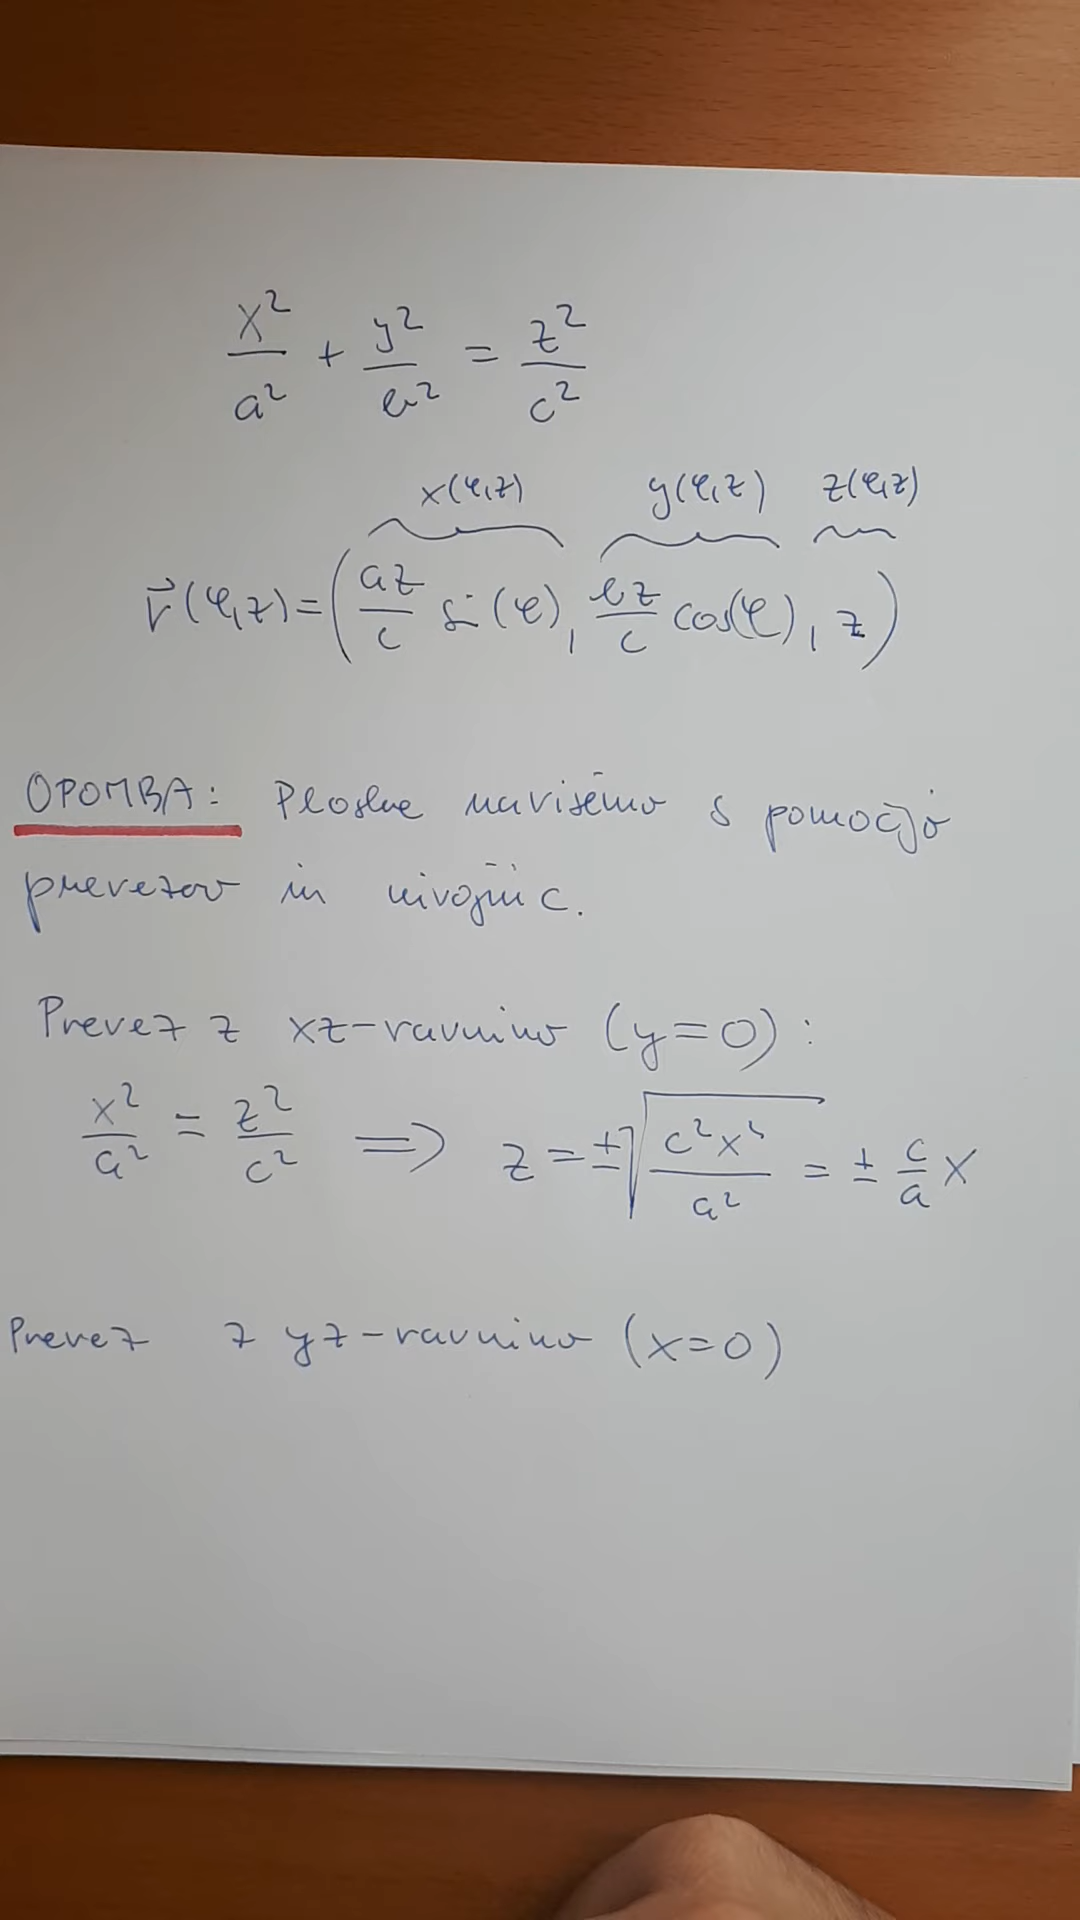 x²/a² + y²/b² = z²/c²
x(φ,z) y(φ,z) z(φ,z)
r⃗(φ,z) = (az/c sin(φ), bz/c cos(φ), z)
OPOMBA: Ploskve narišemo s pomočjo
prerezov in nivojnic.
Prerez z xz-ravnino (y=0):
x²/a² = z²/c² ⇒ z = ±√(c²x²/a²) = ± c/a x
Prerez z yz-ravnino (x=0)